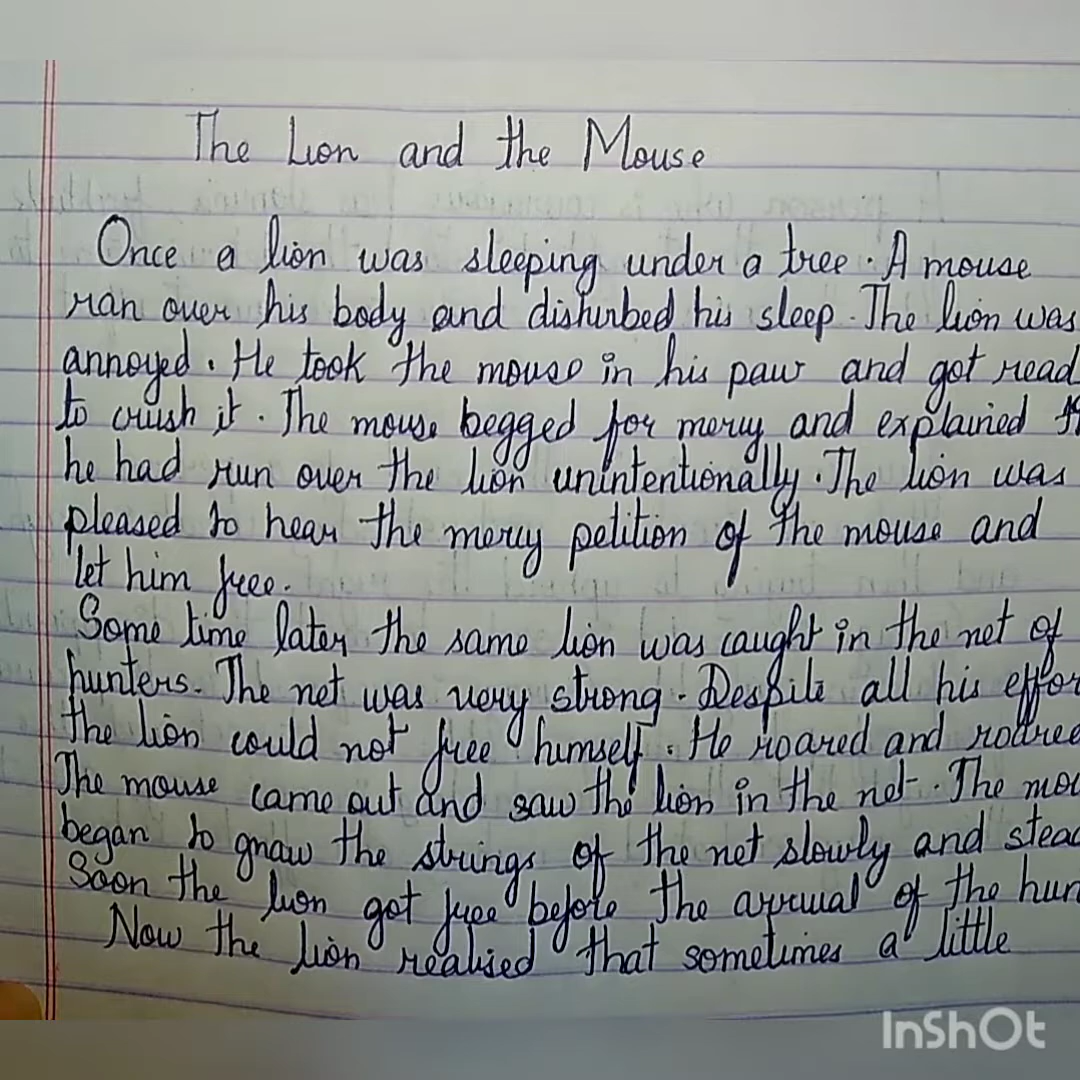 The Lion and the Mouse
Once a lion was sleeping under a tree. A mouse
ran over his body and disturbed his sleep. The lion was
annoyed. He took the mouse in his paw and got read
to crush it. The mouse begged for mercy and explained
he had run over the lion unintentionally. The lion was
pleased to hear the mercy petition of the mouse and
let him free.
Some time later the same lion was caught in the net of
hunters. The net was very strong. Despite all his effor
the lion could not free himself. He roared and roare
The mouse came out and saw the lion in the net. The mou
began to gnaw the strings of the net slowly and stead
Soon the lion got free before the arrival of the hun
Now the lion realised that sometimes a little
InShOt